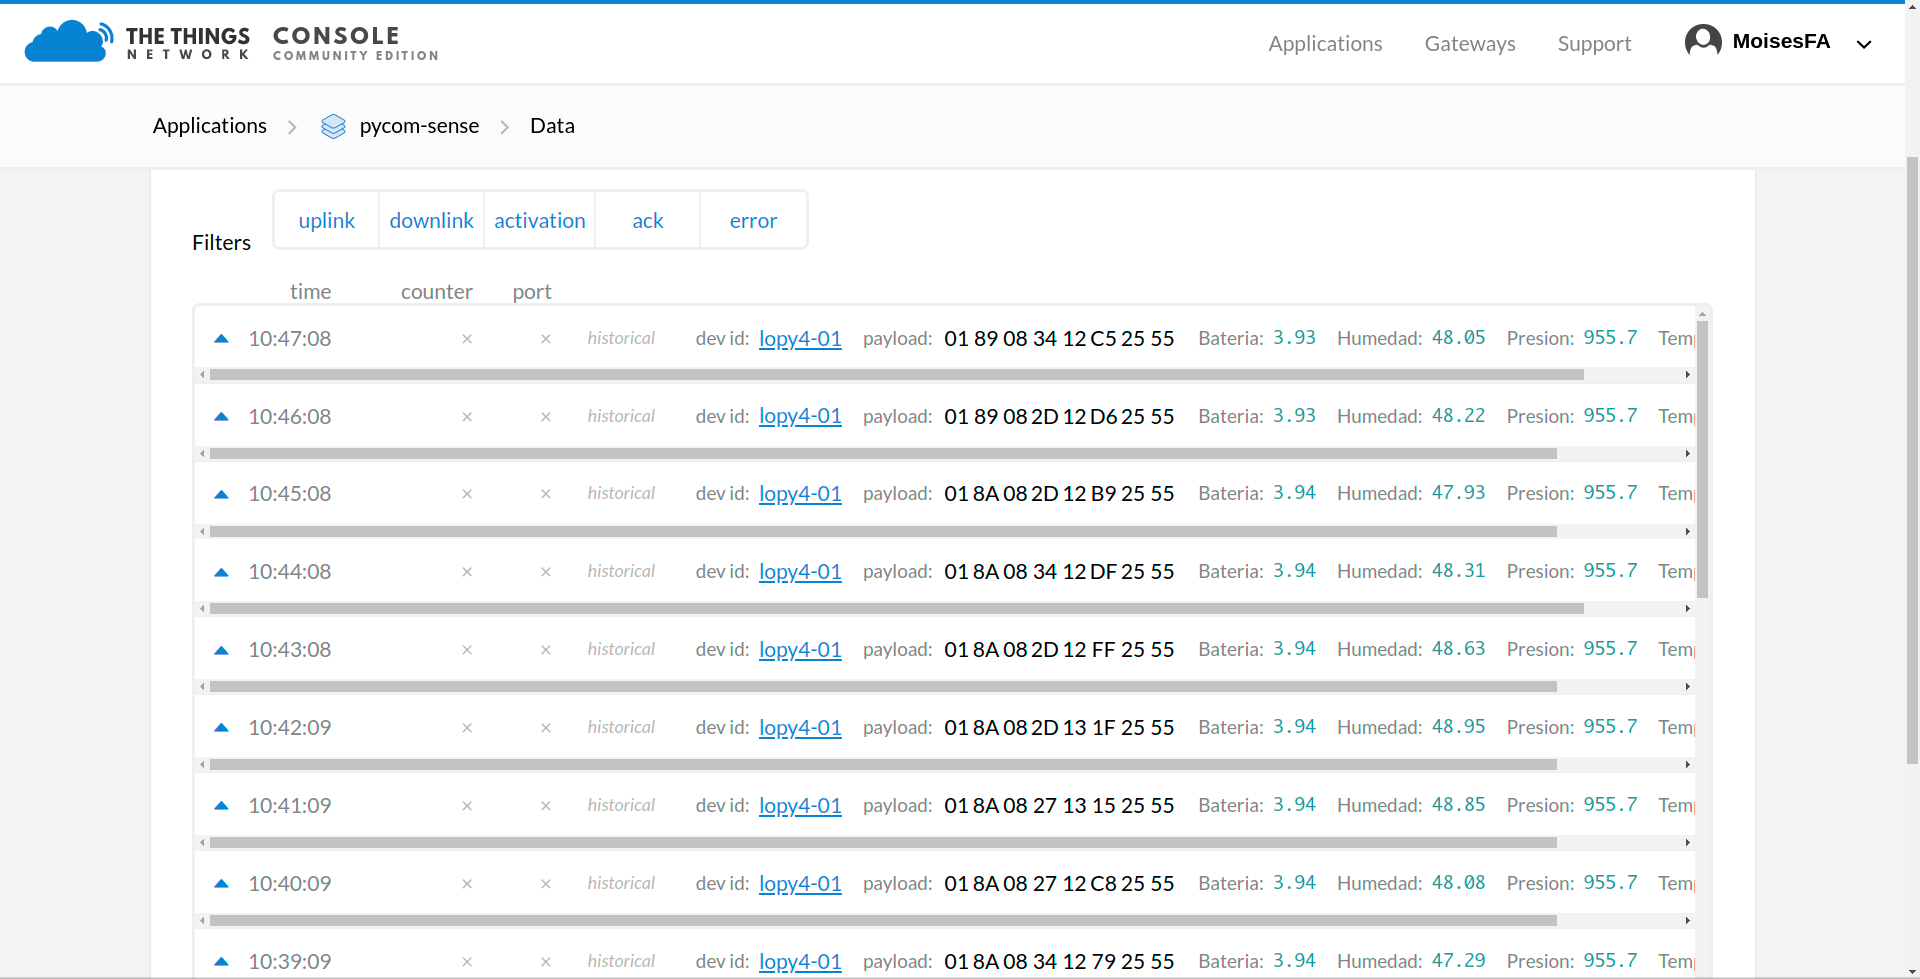 THE THINGS NETWORK CONSOLE COMMUNITY EDITION Applications Gateways Support MoisesFA
Applications pycom-sense Data
Filters uplink downlink activation ack error
time counter port
10:47:08 × × historical dev id: lopy4-01 payload: 01 89 08 34 12 C5 25 55 Bateria: 3.93 Humedad: 48.05 Presion: 955.7
10:46:08 × × historical dev id: lopy4-01 payload: 01 89 08 2D 12 D6 25 55 Bateria: 3.93 Humedad: 48.22 Presion: 955.7
10:45:08 × × historical dev id: lopy4-01 payload: 01 8A 08 2D 12 B9 25 55 Bateria: 3.94 Humedad: 47.93 Presion: 955.7
10:44:08 × × historical dev id: lopy4-01 payload: 01 8A 08 34 12 DF 25 55 Bateria: 3.94 Humedad: 48.31 Presion: 955.7
10:43:08 × × historical dev id: lopy4-01 payload: 01 8A 08 2D 12 FF 25 55 Bateria: 3.94 Humedad: 48.63 Presion: 955.7
10:42:09 × × historical dev id: lopy4-01 payload: 01 8A 08 2D 13 1F 25 55 Bateria: 3.94 Humedad: 48.95 Presion: 955.7
10:41:09 × × historical dev id: lopy4-01 payload: 01 8A 08 27 13 15 25 55 Bateria: 3.94 Humedad: 48.85 Presion: 955.7
10:40:09 × × historical dev id: lopy4-01 payload: 01 8A 08 27 12 C8 25 55 Bateria: 3.94 Humedad: 48.08 Presion: 955.7
10:39:09 × × historical dev id: lopy4-01 payload: 01 8A 08 34 12 79 25 55 Bateria: 3.94 Humedad: 47.29 Presion: 955.7